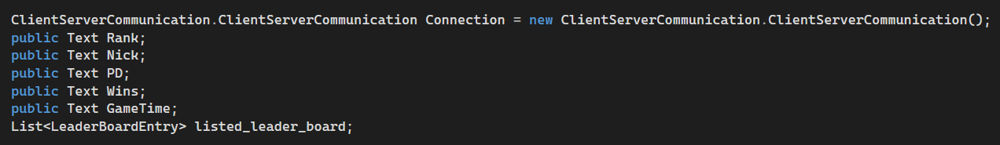 ClientServerCommunication.ClientServerCommunication Connection = new ClientServerCommunication.ClientServerCommunication();
public Text Rank;
public Text Nick;
public Text PD;
public Text Wins;
public Text GameTime;
List<LeaderBoardEntry> listed_leader_board;